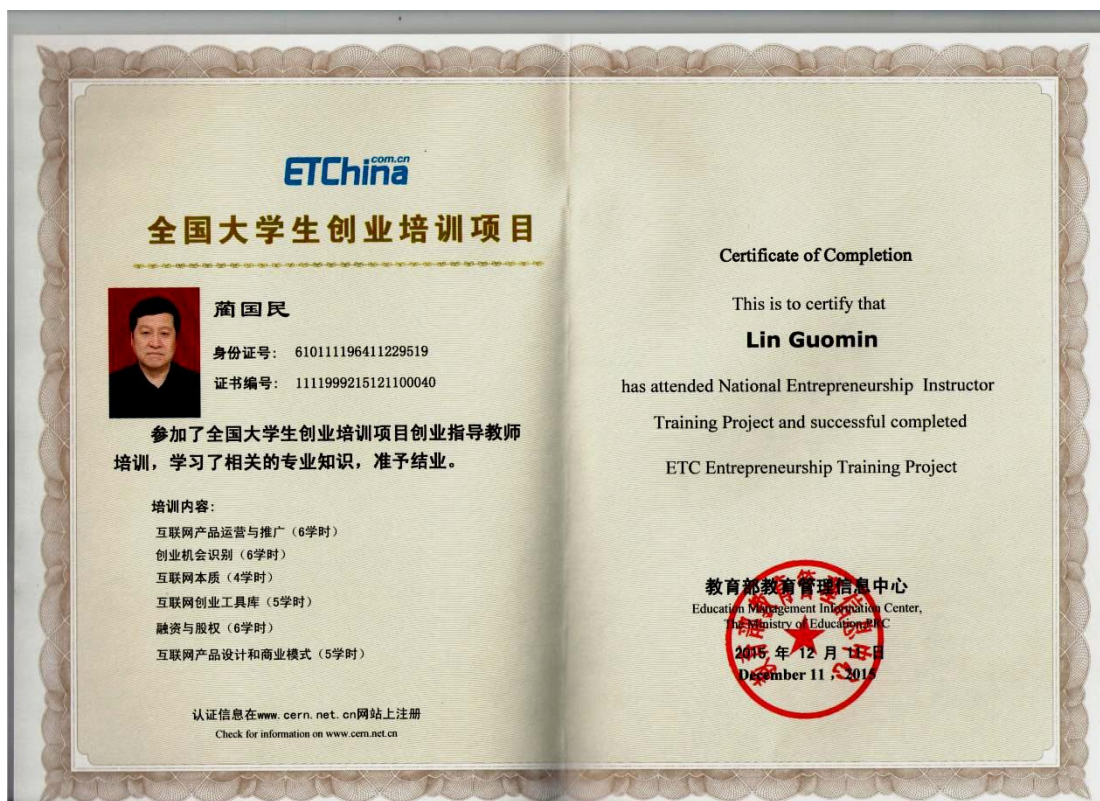 ETChina
com.cn
全国大学生创业培训项目
蔺国民
身份证号： 610111196411229519
证书编号： 1111999215121100040
参加了全国大学生创业培训项目创业指导教师
培训，学习了相关的专业知识，准予结业。
培训内容：
互联网产品运营与推广（6学时）
创业机会识别（6学时）
互联网本质（4学时）
互联网创业工具库（5学时）
融资与股权（6学时）
互联网产品设计和商业模式（5学时）
认证信息在www.cern.net.cn网站上注册
Check for information on www.cern.net.cn
Certificate of Completion
This is to certify that
Lin Guomin
has attended National Entrepreneurship Instructor
Training Project and successful completed
ETC Entrepreneurship Training Project
教育部教育管理信息中心
Education Management Information Center,
The Ministry of Education,PRC
2015 年 12 月 11 日
December 11 , 2015
教育部教育管理信息中心